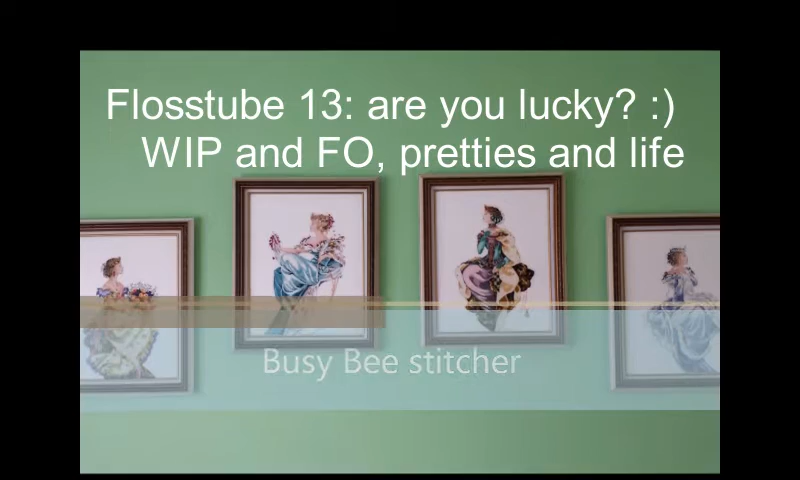 Flosstube 13: are you lucky? :)
WIP and FO, pretties and life
Busy Bee stitcher